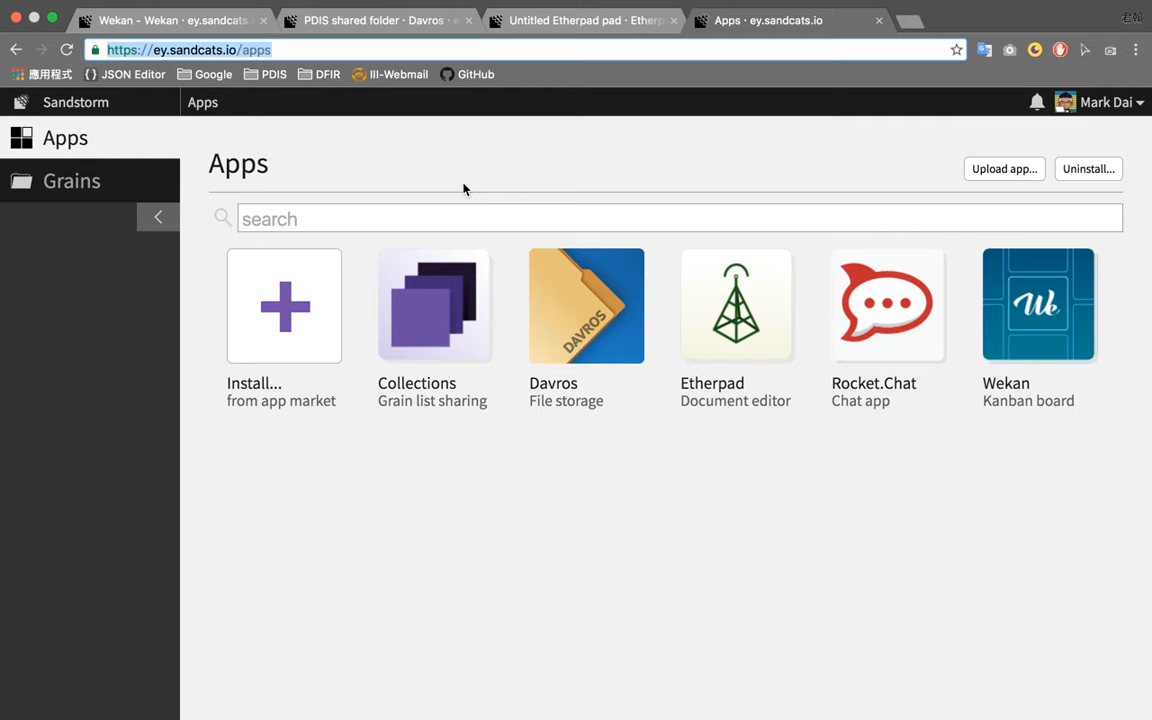 Wekan - Wekan · ey.sandcats.
PDIS shared folder · Davros · e
Untitled Etherpad pad · Etherp
Apps · ey.sandcats.io
君翰
https://ey.sandcats.io/apps
應用程式
JSON Editor
Google
PDIS
DFIR
III-Webmail
GitHub
Sandstorm
Apps
Mark Dai
Apps
Grains
Apps
Upload app...
Uninstall...
search
DAVROS
We
Install...
Collections
Davros
Etherpad
Rocket.Chat
Wekan
from app market
Grain list sharing
File storage
Document editor
Chat app
Kanban board